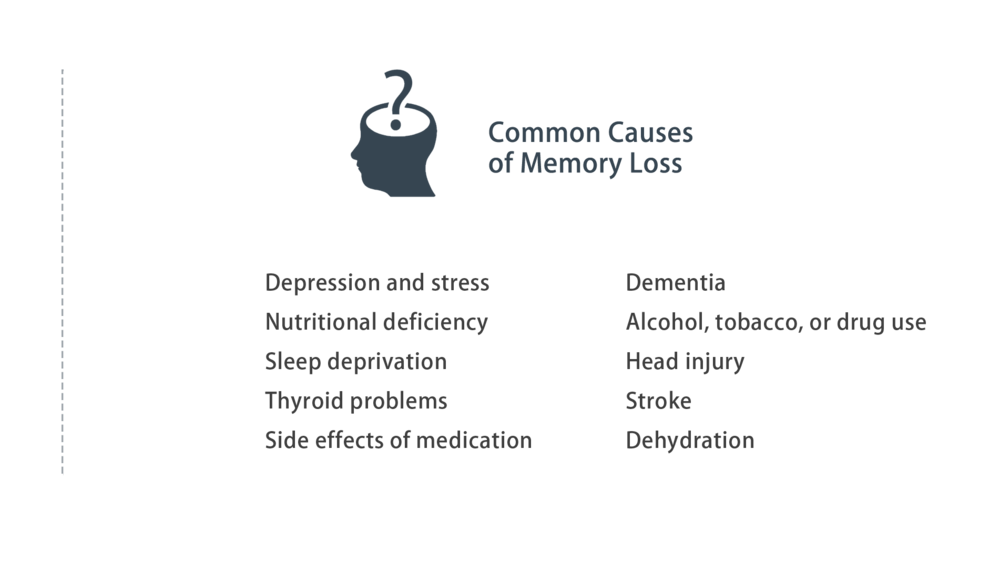 ?
Common Causes
of Memory Loss
Depression and stress
Nutritional deficiency
Sleep deprivation
Thyroid problems
Side effects of medication
Dementia
Alcohol, tobacco, or drug use
Head injury
Stroke
Dehydration